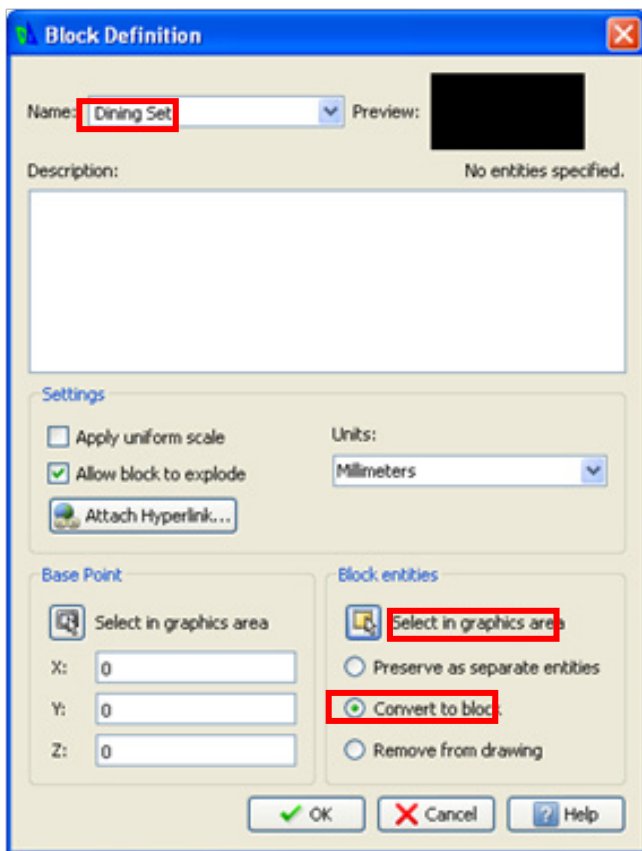 Block Definition
Name: Dining Set Preview:
Description: No entities specified.
Settings
Apply uniform scale Units:
Allow block to explode Millimeters
Attach Hyperlink...
Base Point Block entities
Select in graphics area Select in graphics area
X: 0 Preserve as separate entities
Y: 0 Convert to block
Z: 0 Remove from drawing
OK Cancel Help